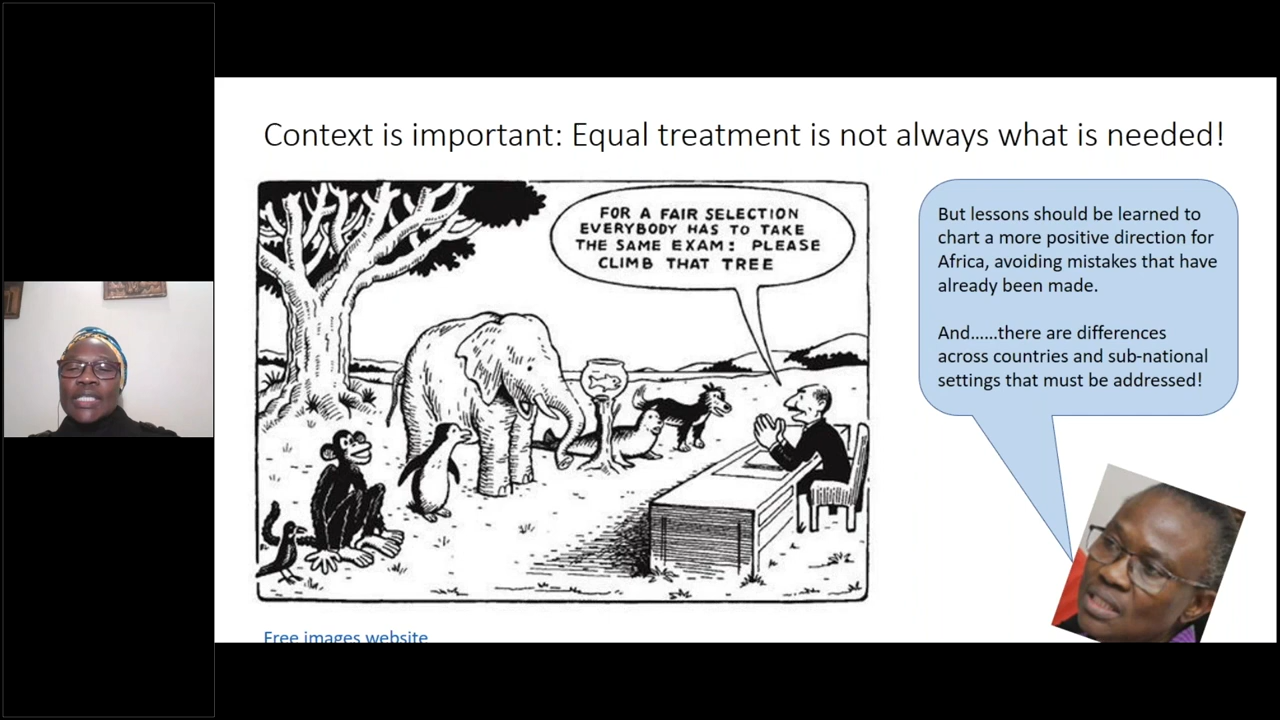 Context is important: Equal treatment is not always what is needed!
FOR A FAIR SELECTION
EVERYBODY HAS TO TAKE
THE SAME EXAM: PLEASE
CLIMB THAT TREE
But lessons should be learned to
chart a more positive direction for
Africa, avoiding mistakes that have
already been made.
And......there are differences
across countries and sub-national
settings that must be addressed!
Free images website